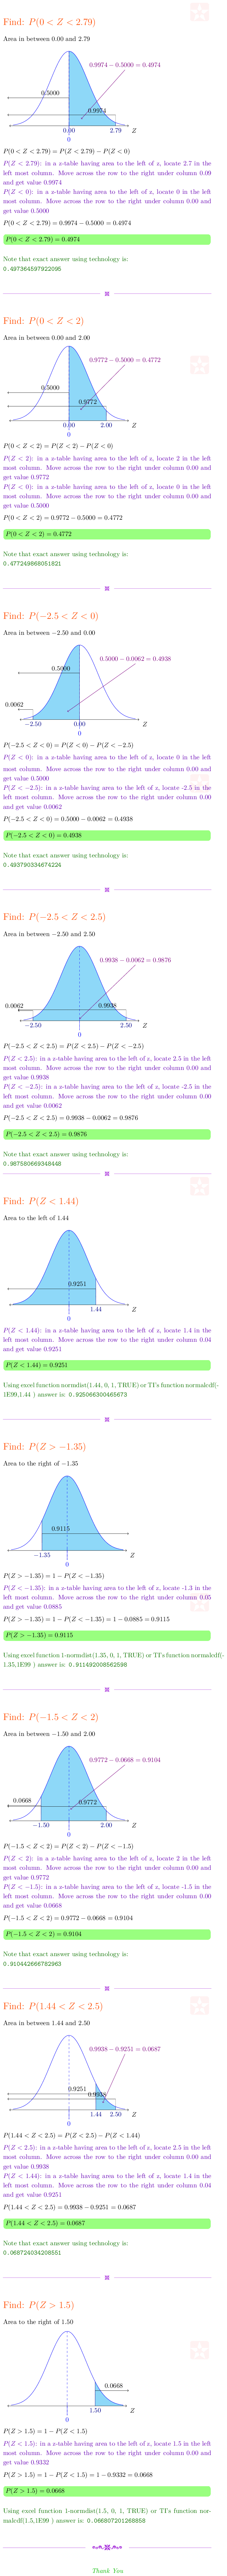 Find: P(0 < Z < 2.79)
Area in between 0.00 and 2.79
0.9974 − 0.5000 = 0.4974
0.5000
0.9974
0.00 2.79 Z
0
P(0 < Z < 2.79) = P(Z < 2.79) − P(Z < 0)
P(Z < 2.79): in a z-table having area to the left of z, locate 2.7 in the
left most column. Move across the row to the right under column 0.09
and get value 0.9974
P(Z < 0): in a z-table having area to the left of z, locate 0 in the left
most column. Move across the row to the right under column 0.00 and
get value 0.5000
P(0 < Z < 2.79) = 0.9974 − 0.5000 = 0.4974
P(0 < Z < 2.79) = 0.4974
Note that exact answer using technology is:
0.497364597922095
Find: P(0 < Z < 2)
Area in between 0.00 and 2.00
0.9772 − 0.5000 = 0.4772
0.5000
0.9772
0.00 2.00 Z
0
P(0 < Z < 2) = P(Z < 2) − P(Z < 0)
P(Z < 2): in a z-table having area to the left of z, locate 2 in the left
most column. Move across the row to the right under column 0.00 and
get value 0.9772
P(Z < 0): in a z-table having area to the left of z, locate 0 in the left
most column. Move across the row to the right under column 0.00 and
get value 0.5000
P(0 < Z < 2) = 0.9772 − 0.5000 = 0.4772
P(0 < Z < 2) = 0.4772
Note that exact answer using technology is:
0.477249868051821
Find: P(−2.5 < Z < 0)
Area in between −2.50 and 0.00
0.5000 − 0.0062 = 0.4938
0.5000
0.0062
−2.50 0.00 Z
0
P(−2.5 < Z < 0) = P(Z < 0) − P(Z < −2.5)
P(Z < 0): in a z-table having area to the left of z, locate 0 in the left
most column. Move across the row to the right under column 0.00 and
get value 0.5000
P(Z < −2.5): in a z-table having area to the left of z, locate -2.5 in the
left most column. Move across the row to the right under column 0.00
and get value 0.0062
P(−2.5 < Z < 0) = 0.5000 − 0.0062 = 0.4938
P(−2.5 < Z < 0) = 0.4938
Note that exact answer using technology is:
0.493790334674224
Find: P(−2.5 < Z < 2.5)
Area in between −2.50 and 2.50
0.9938 − 0.0062 = 0.9876
0.0062 0.9938
−2.50 2.50 Z
0
P(−2.5 < Z < 2.5) = P(Z < 2.5) − P(Z < −2.5)
P(Z < 2.5): in a z-table having area to the left of z, locate 2.5 in the left
most column. Move across the row to the right under column 0.00 and
get value 0.9938
P(Z < −2.5): in a z-table having area to the left of z, locate -2.5 in the
left most column. Move across the row to the right under column 0.00
and get value 0.0062
P(−2.5 < Z < 2.5) = 0.9938 − 0.0062 = 0.9876
P(−2.5 < Z < 2.5) = 0.9876
Note that exact answer using technology is:
0.987580669348448
Find: P(Z < 1.44)
Area to the left of 1.44
0.9251
1.44 Z
0
P(Z < 1.44): in a z-table having area to the left of z, locate 1.4 in the
left most column. Move across the row to the right under column 0.04
and get value 0.9251
P(Z < 1.44) = 0.9251
Using excel function normdist(1.44, 0, 1, TRUE) or TI's function normalcdf(-
1E99,1.44 ) answer is: 0.925066300465673
Find: P(Z > −1.35)
Area to the right of −1.35
0.9115
−1.35 Z
0
P(Z > −1.35) = 1 − P(Z < −1.35)
P(Z < −1.35): in a z-table having area to the left of z, locate -1.3 in the
left most column. Move across the row to the right under column 0.05
and get value 0.0885
P(Z > −1.35) = 1 − P(Z < −1.35) = 1 − 0.0885 = 0.9115
P(Z > −1.35) = 0.9115
Using excel function 1-normdist(1.35, 0, 1, TRUE) or TI's function normalcdf(-
1.35,1E99 ) answer is: 0.911492008562598
Find: P(−1.5 < Z < 2)
Area in between −1.50 and 2.00
0.9772 − 0.0668 = 0.9104
0.0668 0.9772
−1.50 2.00 Z
0
P(−1.5 < Z < 2) = P(Z < 2) − P(Z < −1.5)
P(Z < 2): in a z-table having area to the left of z, locate 2 in the left
most column. Move across the row to the right under column 0.00 and
get value 0.9772
P(Z < −1.5): in a z-table having area to the left of z, locate -1.5 in the
left most column. Move across the row to the right under column 0.00
and get value 0.0668
P(−1.5 < Z < 2) = 0.9772 − 0.0668 = 0.9104
P(−1.5 < Z < 2) = 0.9104
Note that exact answer using technology is:
0.910442666782963
Find: P(1.44 < Z < 2.5)
Area in between 1.44 and 2.50
0.9938 − 0.9251 = 0.0687
0.9251
0.9938
1.44 2.50 Z
0
P(1.44 < Z < 2.5) = P(Z < 2.5) − P(Z < 1.44)
P(Z < 2.5): in a z-table having area to the left of z, locate 2.5 in the left
most column. Move across the row to the right under column 0.00 and
get value 0.9938
P(Z < 1.44): in a z-table having area to the left of z, locate 1.4 in the
left most column. Move across the row to the right under column 0.04
and get value 0.9251
P(1.44 < Z < 2.5) = 0.9938 − 0.9251 = 0.0687
P(1.44 < Z < 2.5) = 0.0687
Note that exact answer using technology is:
0.068724034208551
Find: P(Z > 1.5)
Area to the right of 1.50
0.0668
1.50 Z
0
P(Z > 1.5) = 1 − P(Z < 1.5)
P(Z < 1.5): in a z-table having area to the left of z, locate 1.5 in the left
most column. Move across the row to the right under column 0.00 and
get value 0.9332
P(Z > 1.5) = 1 − P(Z < 1.5) = 1 − 0.9332 = 0.0668
P(Z > 1.5) = 0.0668
Using excel function 1-normdist(1.5, 0, 1, TRUE) or TI's function nor-
malcdf(1.5,1E99 ) answer is: 0.066807201268858
Thank You